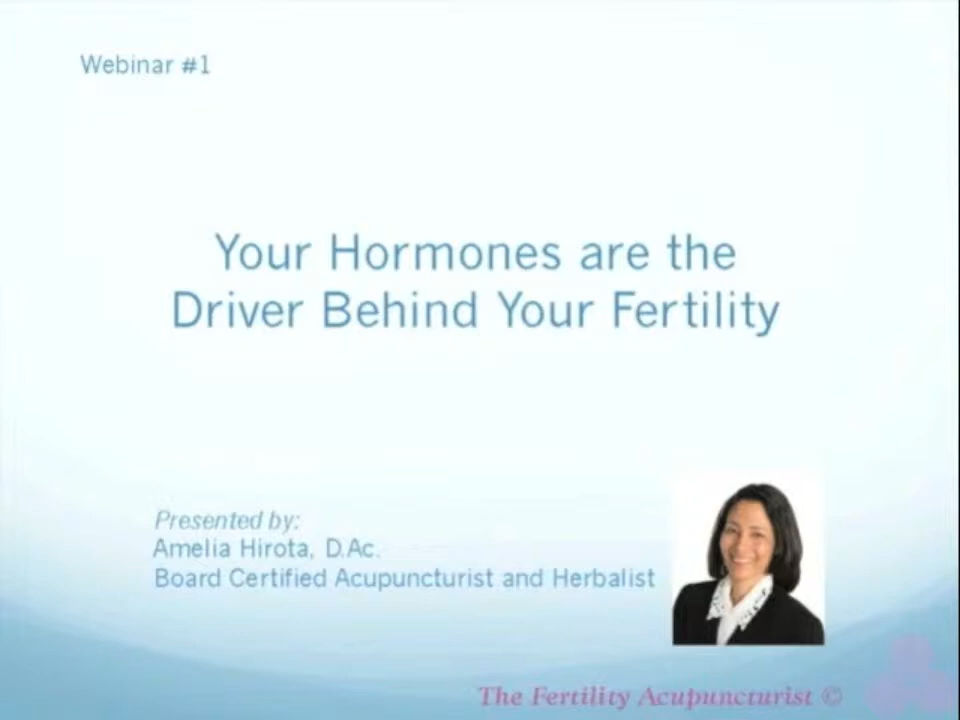 Webinar #1
Your Hormones are the
Driver Behind Your Fertility
Presented by:
Amelia Hirota, D.Ac.
Board Certified Acupuncturist and Herbalist
The Fertility Acupuncturist ©